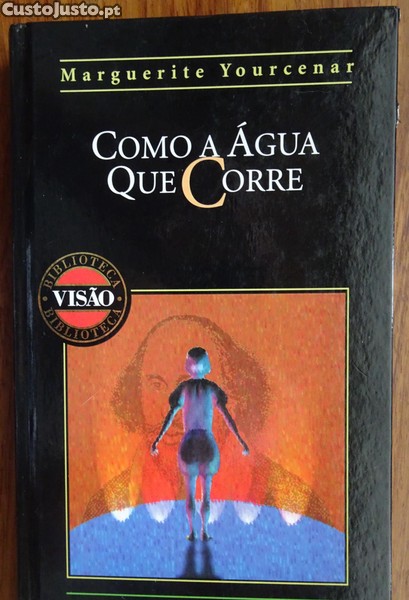 CustoJusto.pt
Marguerite Yourcenar
COMO A ÁGUA
QUE CORRE
BIBLIOTECA
VISÃO
BIBLIOTECA